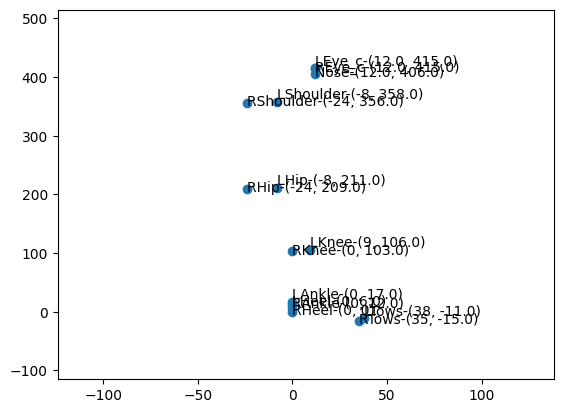 500
400
300
200
100
0
−100
−100
−50
0
50
100
LEye_c-(12.0, 415.0)
Nose-(12.0, 406.0)
LShoulder-(-8, 358.0)
RShoulder-(-24, 356.0)
LHip-(-8, 211.0)
RHip-(-24, 209.0)
LKnee-(9, 106.0)
RKnee-(0, 103.0)
LAnkle-(0, 17.0)
RHeel-(0,
-(38, -11.0)
-(35, -15.0)